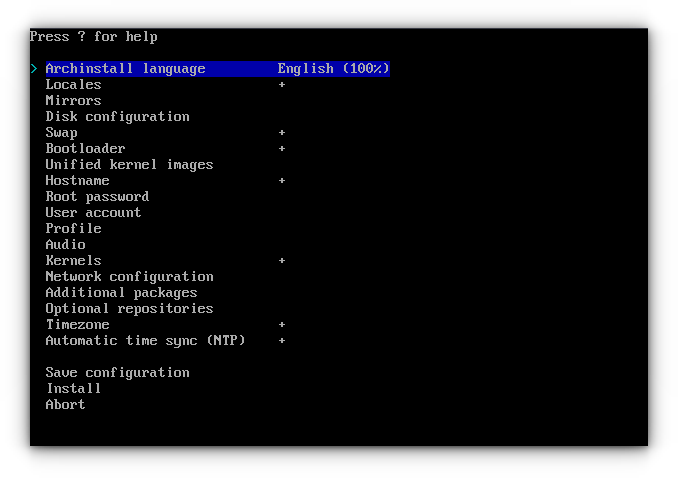 Press ? for help
> Archinstall language English (100%)
Locales +
Mirrors
Disk configuration
Swap +
Bootloader +
Unified kernel images
Hostname +
Root password
User account
Profile
Audio
Kernels +
Network configuration
Additional packages
Optional repositories
Timezone +
Automatic time sync (NTP) +
Save configuration
Install
Abort